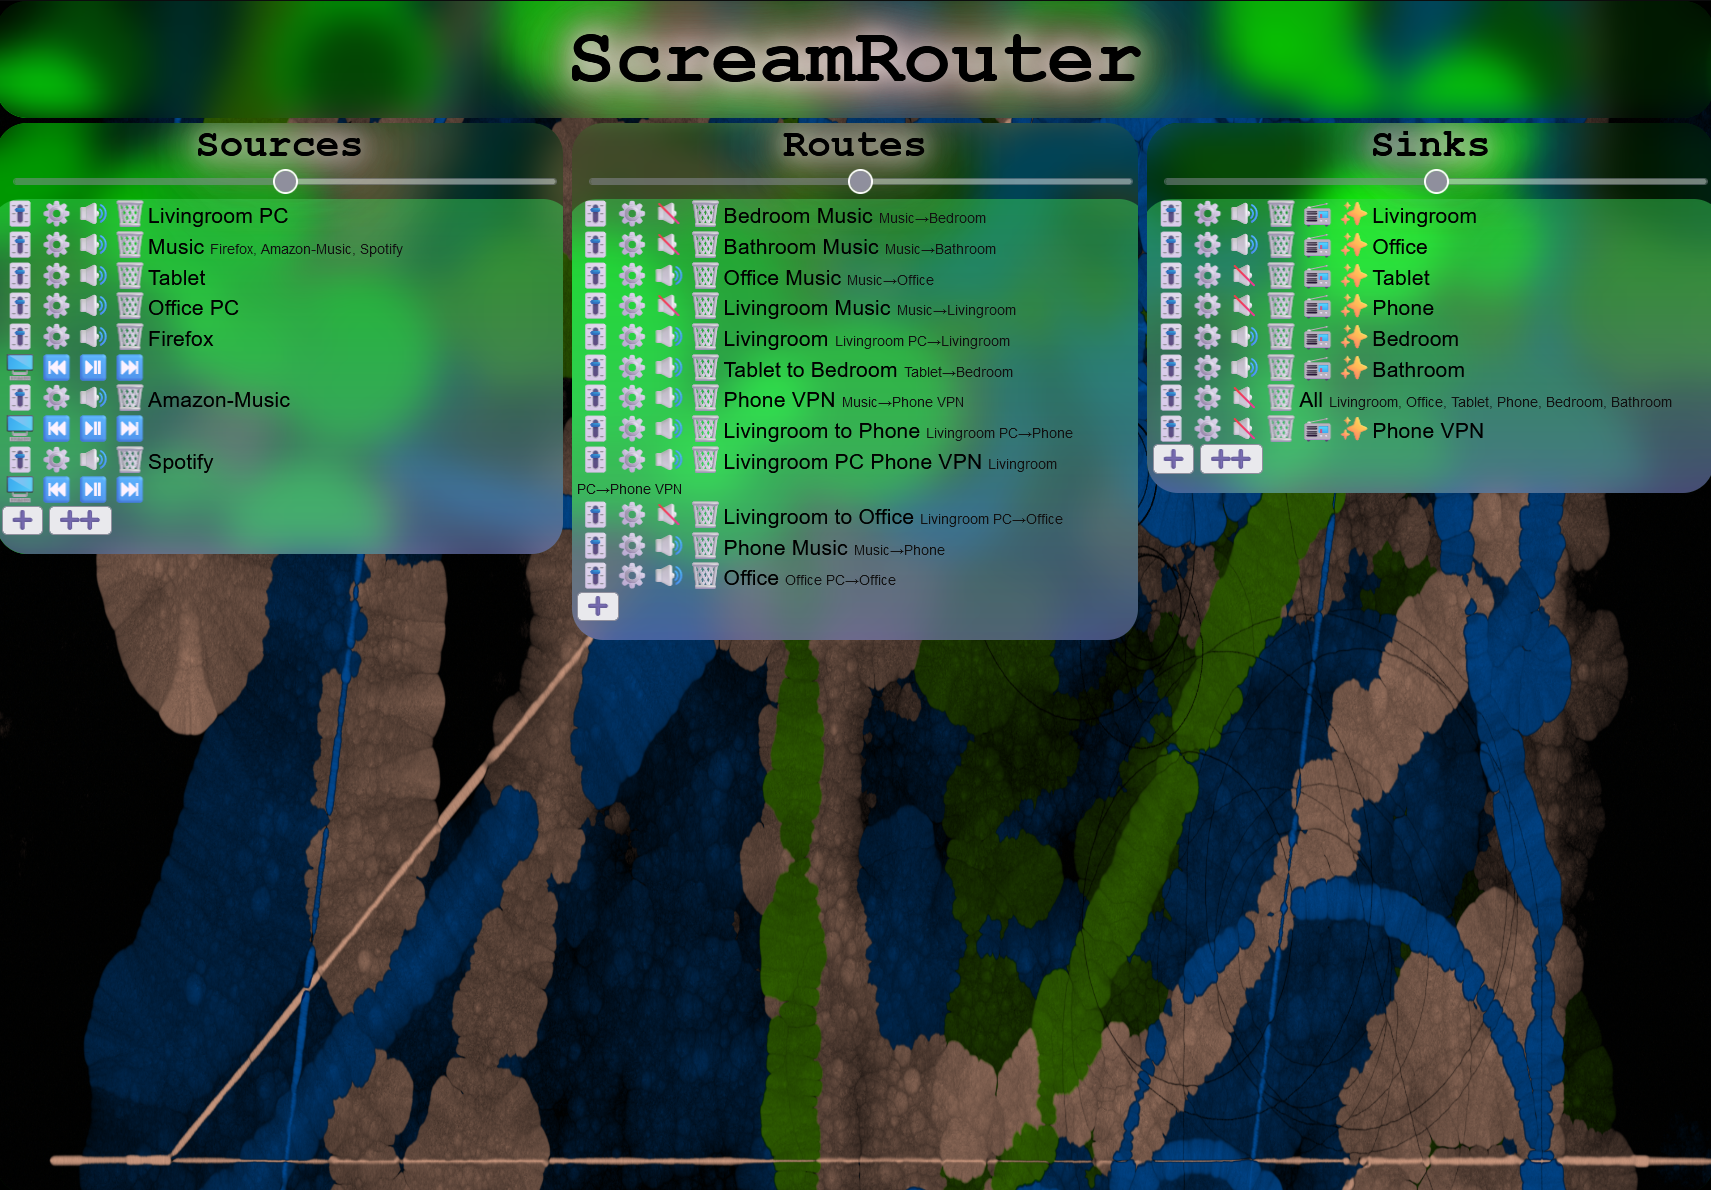 ScreamRouter
Sources
Livingroom PC
Music Firefox, Amazon-Music, Spotify
Tablet
Office PC
Firefox
Amazon-Music
Spotify
+ ++
Routes
Bedroom Music Music→Bedroom
Bathroom Music Music→Bathroom
Office Music Music→Office
Livingroom Music Music→Livingroom
Livingroom Livingroom PC→Livingroom
Tablet to Bedroom Tablet→Bedroom
Phone VPN Music→Phone VPN
Livingroom to Phone Livingroom PC→Phone
Livingroom PC Phone VPN Livingroom
PC→Phone VPN
Livingroom to Office Livingroom PC→Office
Phone Music Music→Phone
Office Office PC→Office
+
Sinks
Livingroom
Office
Tablet
Phone
Bedroom
Bathroom
All Livingroom, Office, Tablet, Phone, Bedroom, Bathroom
Phone VPN
+ ++